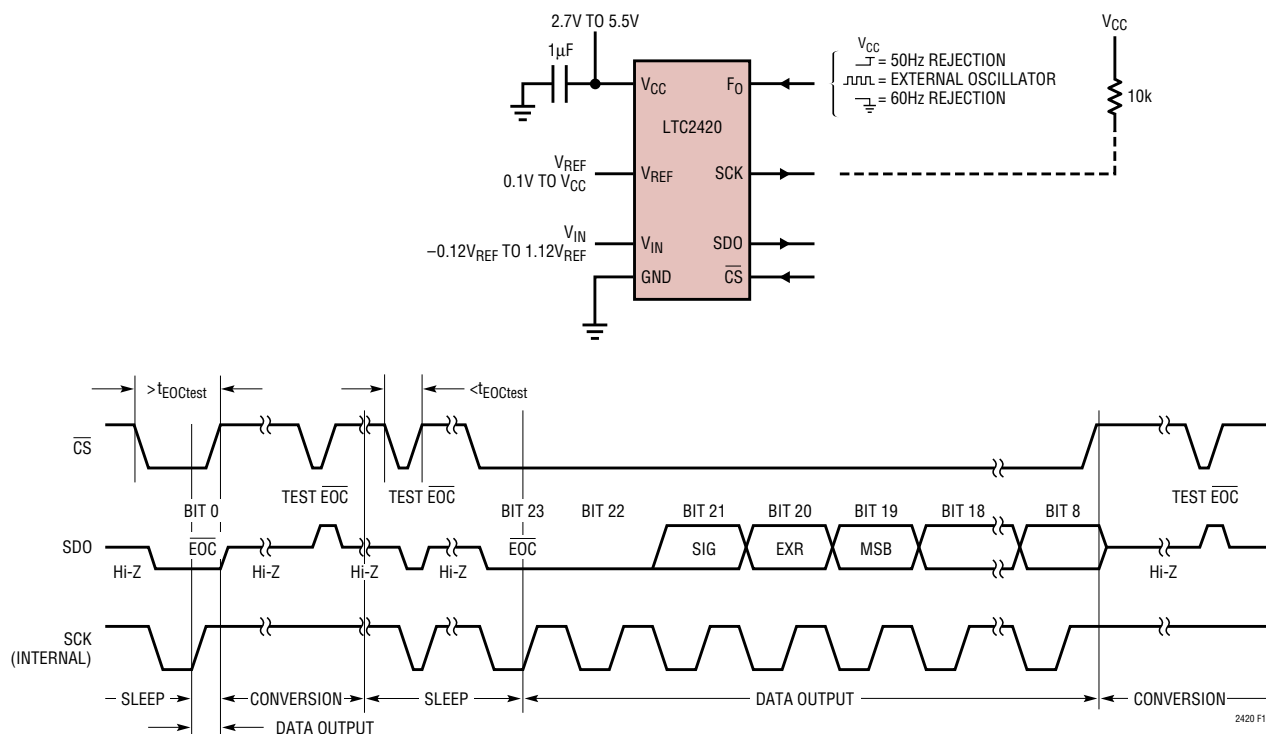 2.7V TO 5.5V
1µF
VCC
FO
LTC2420
VREF
SCK
VIN
SDO
GND
CS
VREF
0.1V TO VCC
VIN
–0.12VREF TO 1.12VREF
VCC
= 50Hz REJECTION
= EXTERNAL OSCILLATOR
= 60Hz REJECTION
VCC
10k
>tEOCtest
<tEOCtest
CS
TEST EOC
TEST EOC
TEST EOC
BIT 0
BIT 23
BIT 22
BIT 21
BIT 20
BIT 19
BIT 18
BIT 8
SDO
EOC
EOC
SIG
EXR
MSB
Hi-Z
Hi-Z
Hi-Z
Hi-Z
Hi-Z
SCK
(INTERNAL)
SLEEP
CONVERSION
SLEEP
DATA OUTPUT
CONVERSION
DATA OUTPUT
2420 F1